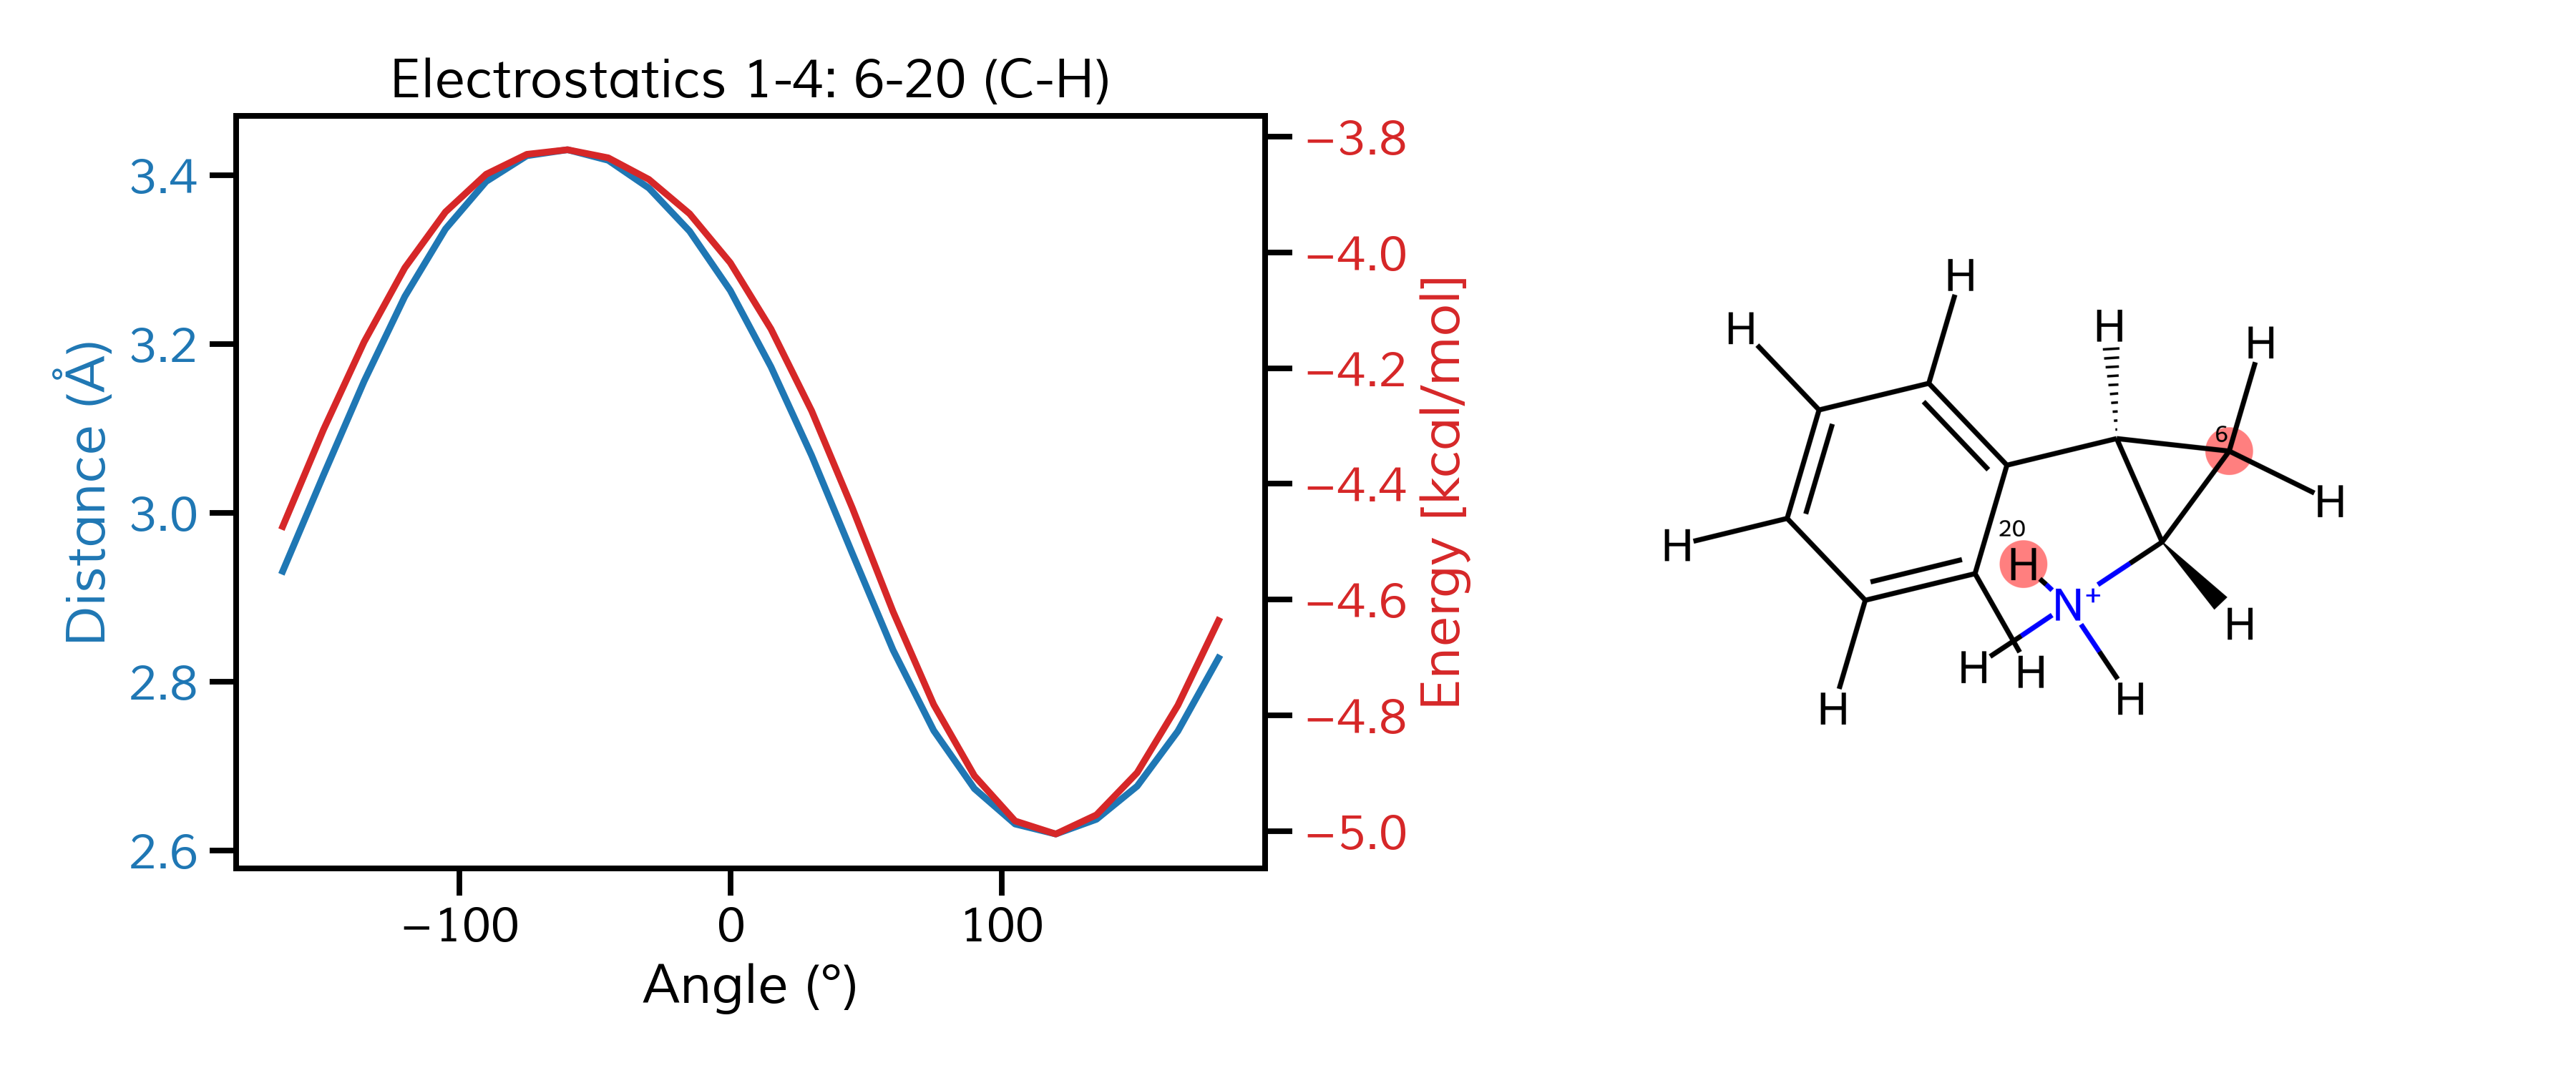 Electrostatics 1-4: 6-20 (C-H)
Distance (Å)
3.4
3.2
3.0
2.8
2.6
−100
0
100
Angle (°)
−3.8
−4.0
−4.2
−4.4
−4.6
−4.8
−5.0
Energy [kcal/mol]
H
H
H
H
6
H
H
20
H
N+
H
H
H
H
H